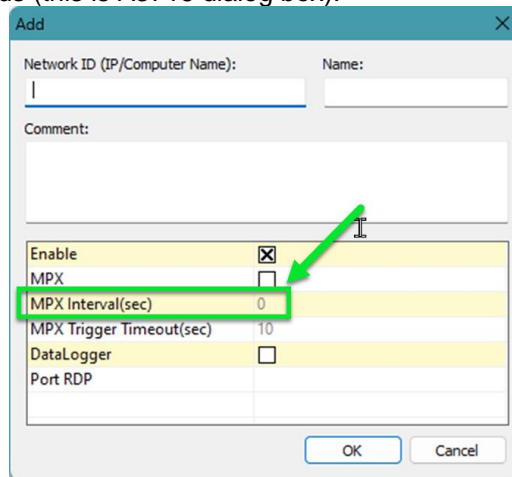 Add
Network ID (IP/Computer Name): Name:
Comment:
Enable
MPX
MPX Interval(sec) 0
MPX Trigger Timeout(sec) 10
DataLogger
Port RDP
OK Cancel